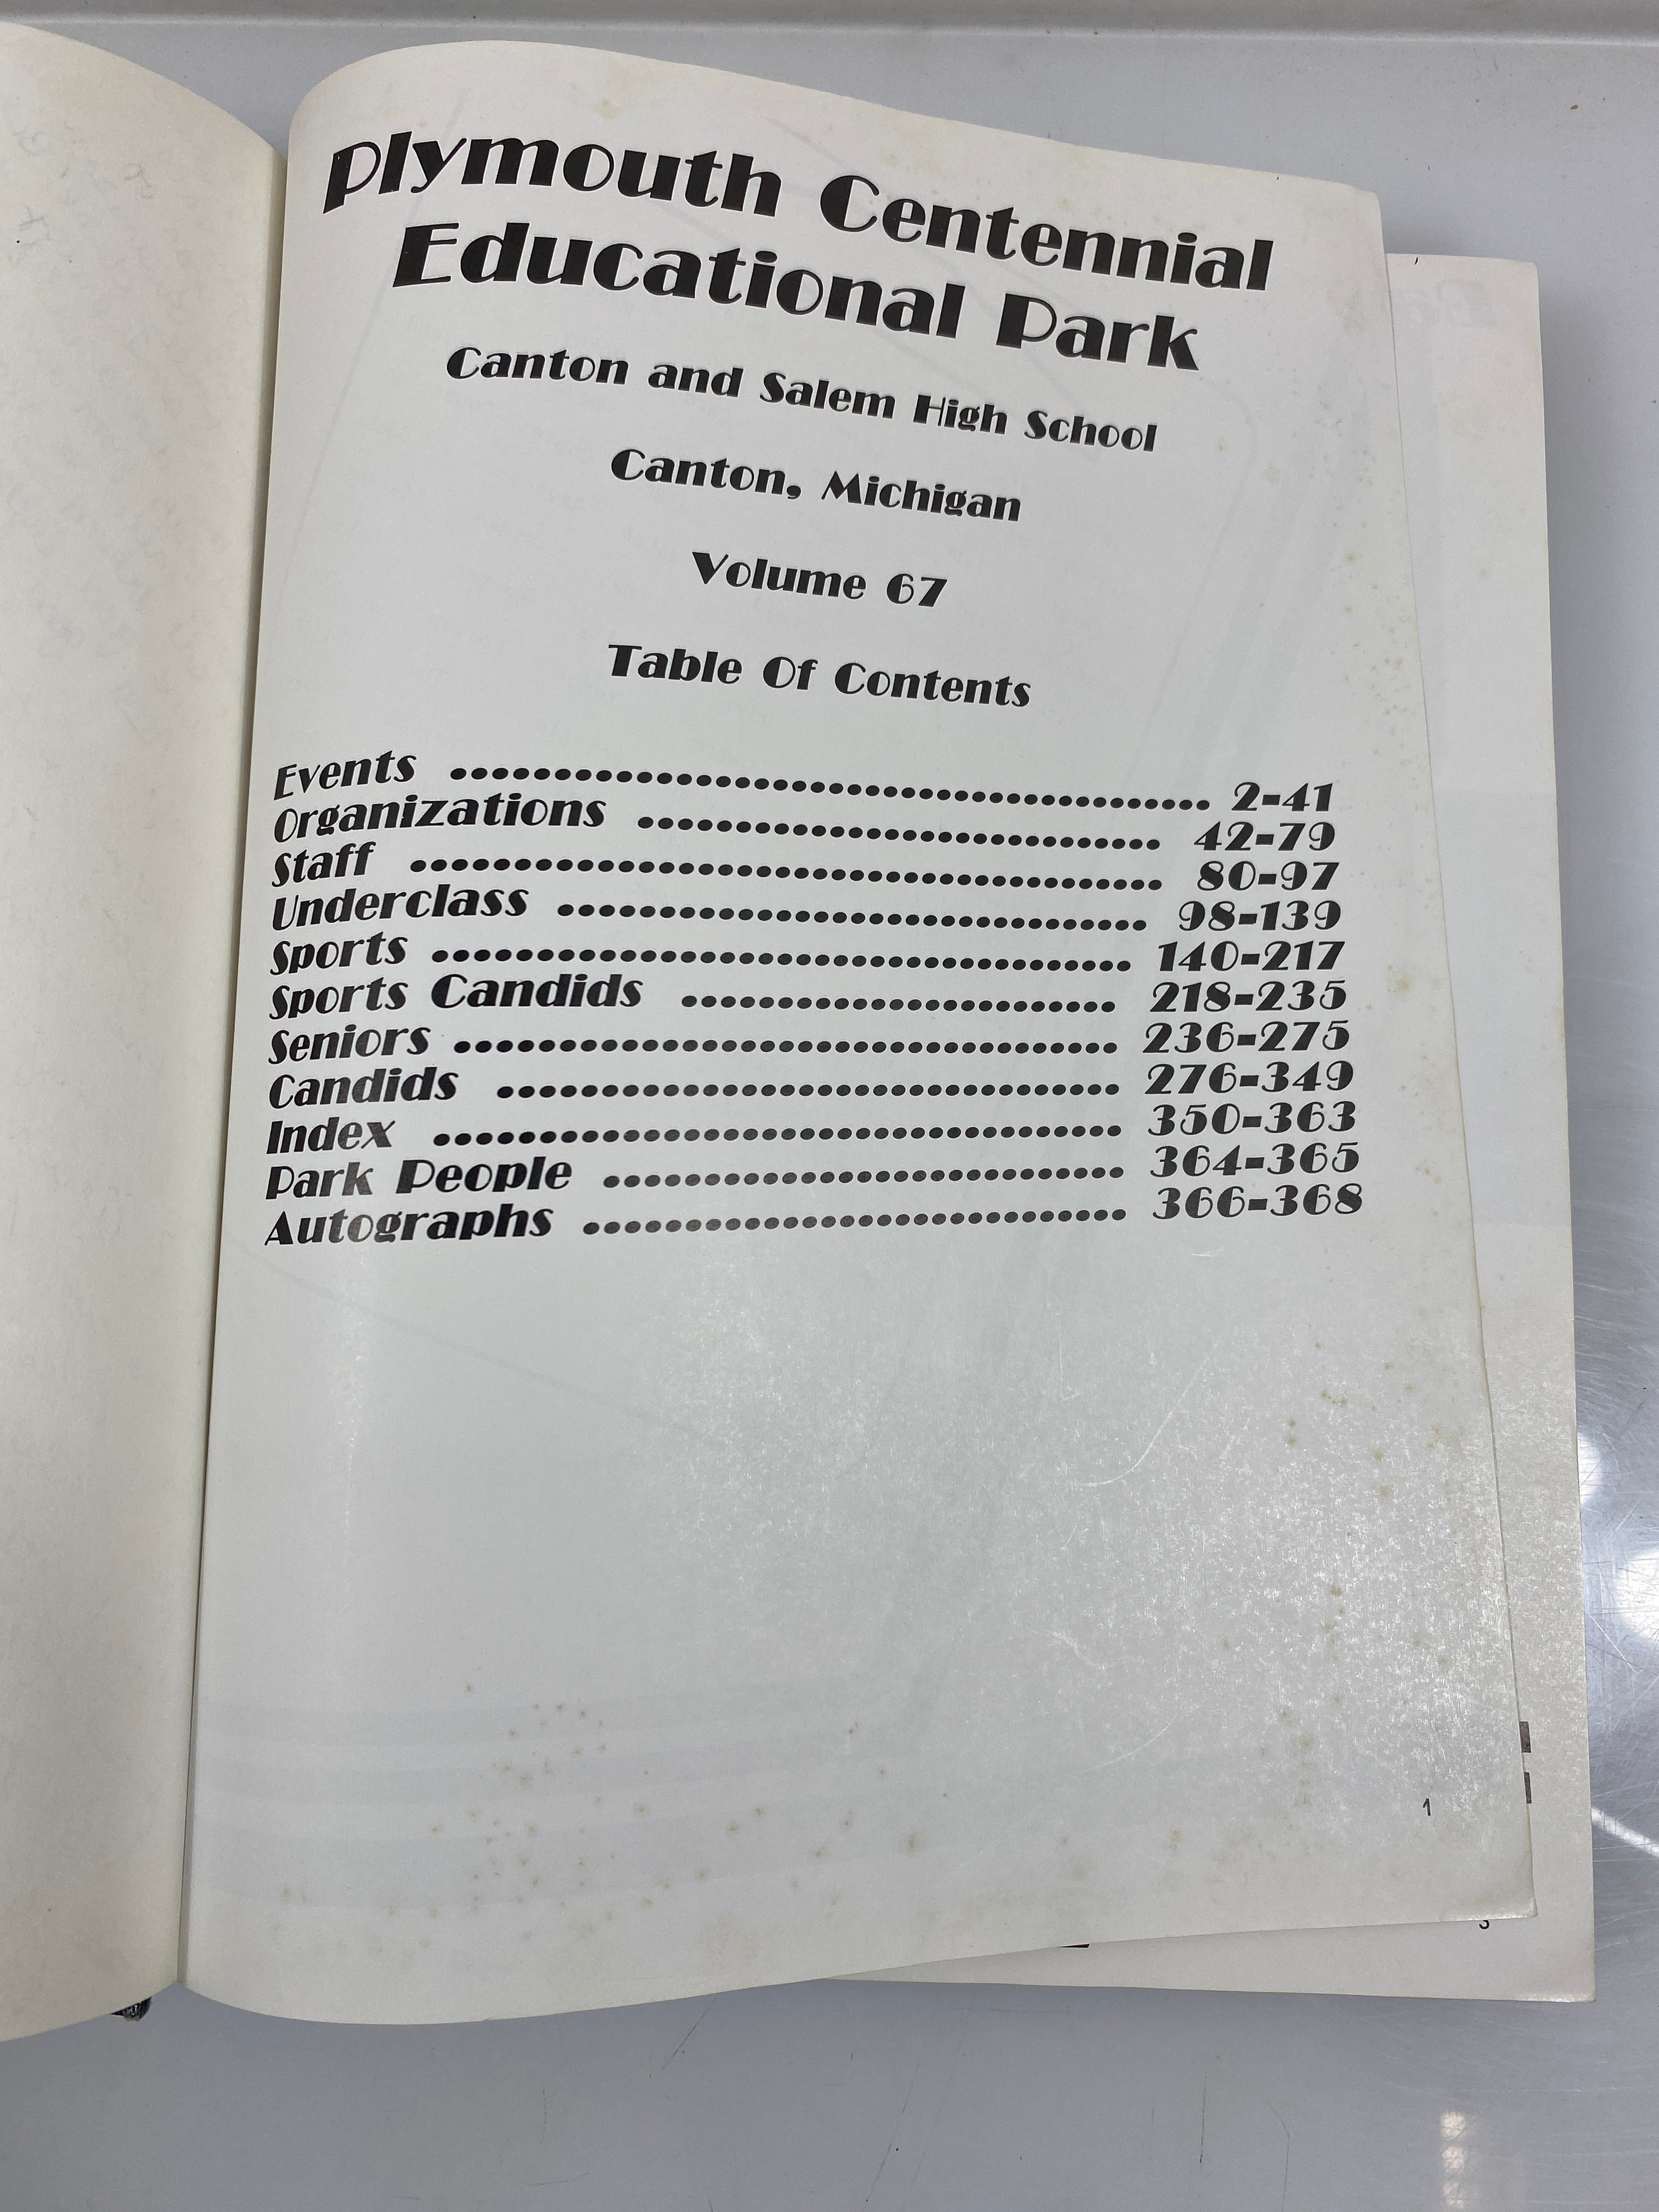 Plymouth Centennial
Educational Park
Canton and Salem High School
Canton, Michigan
Volume 67
Table Of Contents
Events ..................................... 2-41
Organizations .......................... 42-79
Staff ..................................... 80-97
Underclass ............................. 98-139
Sports .................................. 140-217
Sports Candids ..................... 218-235
Seniors ................................ 236-275
Candids .............................. 276-349
Index ................................. 350-363
Park People ......................... 364-365
Autographs .......................... 366-368
1
3